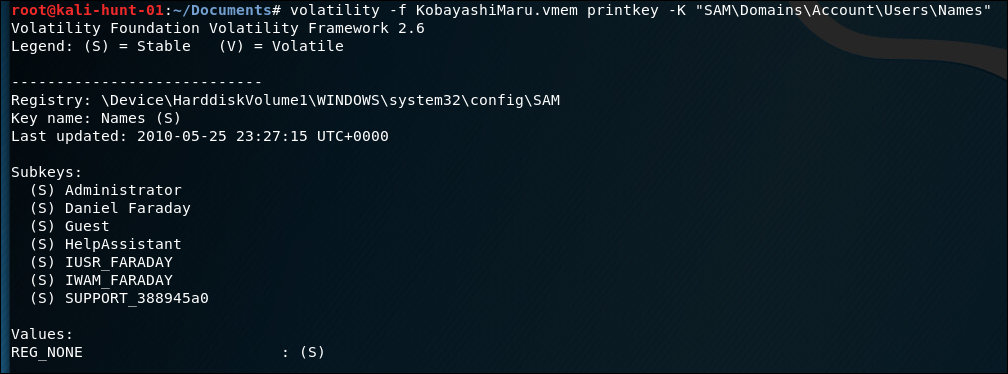 root@kali-hunt-01:~/Documents# volatility -f KobayashiMaru.vmem printkey -K "SAM\Domains\Account\Users\Names"
Volatility Foundation Volatility Framework 2.6
Legend: (S) = Stable   (V) = Volatile

----------------------------
Registry: \Device\HarddiskVolume1\WINDOWS\system32\config\SAM
Key name: Names (S)
Last updated: 2010-05-25 23:27:15 UTC+0000

Subkeys:
  (S) Administrator
  (S) Daniel Faraday
  (S) Guest
  (S) HelpAssistant
  (S) IUSR_FARADAY
  (S) IWAM_FARADAY
  (S) SUPPORT_388945a0

Values:
REG_NONE                      : (S)